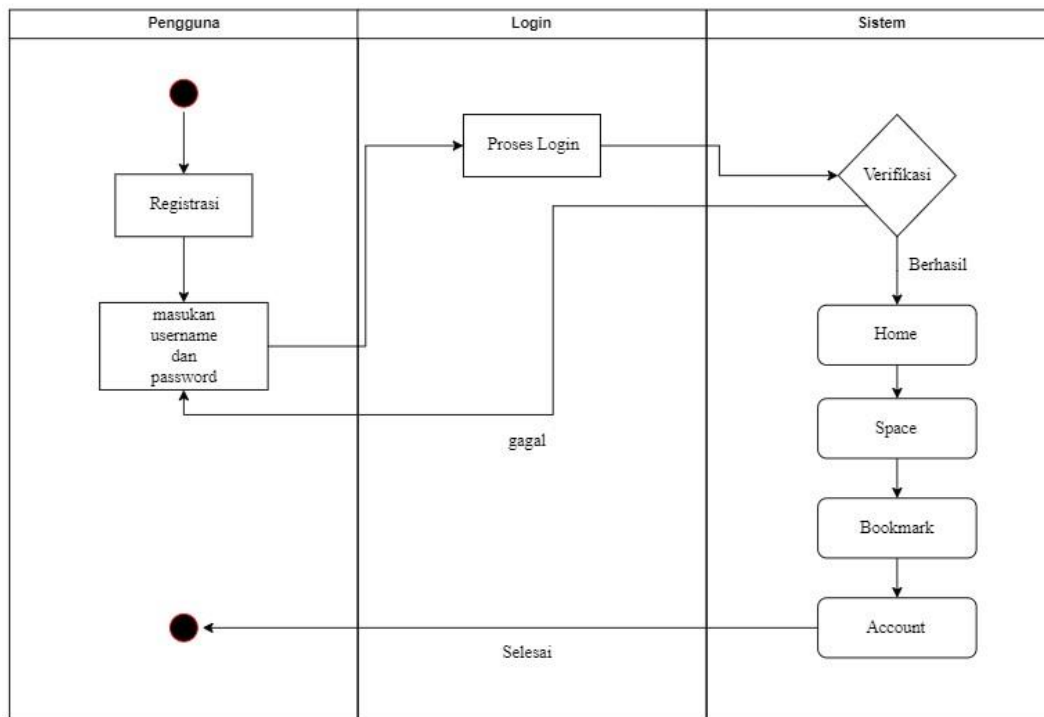 Pengguna
Login
Sistem
Registrasi
masukan
username
dan
password
Proses Login
Verifikasi
Berhasil
gagal
Home
Space
Bookmark
Account
Selesai